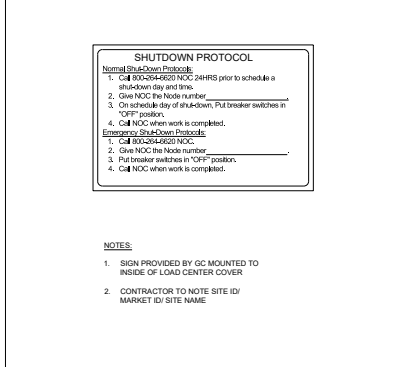 SHUTDOWN PROTOCOL
Normal Shut-Down Protocols:
1. Call 800-264-6620 NOC 24HRS prior to schedule a
shut-down day and time.
2. Give NOC the Node number____________________.
3. On schedule day of shut-down, Put breaker switches in
"OFF" position.
4. Call NOC when work is completed.
Emergency Shut-Down Protocols:
1. Call 800-264-6620 NOC.
2. Give NOC the Node number____________________.
3. Put breaker switches in "OFF" position.
4. Call NOC when work is completed.
NOTES:
1. SIGN PROVIDED BY GC MOUNTED TO
INSIDE OF LOAD CENTER COVER
2. CONTRACTOR TO NOTE SITE ID/
MARKET ID/ SITE NAME